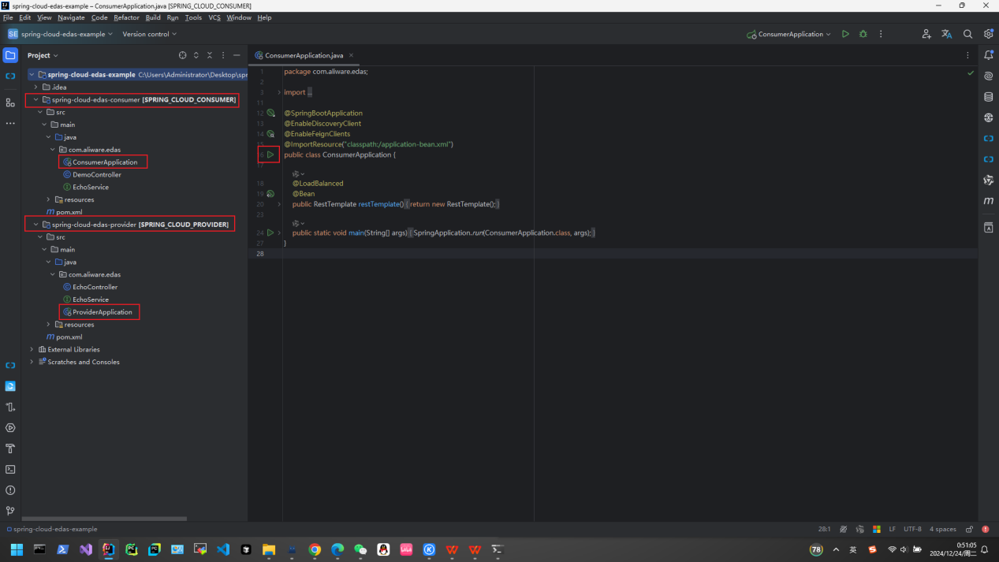 spring-cloud-edas-example – ConsumerApplication.java [SPRING_CLOUD_CONSUMER]
File Edit View Navigate Code Refactor Build Run Tools VCS Window Help
SE spring-cloud-edas-example Version control ConsumerApplication
Project
ConsumerApplication.java
spring-cloud-edas-example C:\Users\Administrator\Desktop\spr
.idea
spring-cloud-edas-consumer [SPRING_CLOUD_CONSUMER]
src
main
java
com.aliware.edas
ConsumerApplication
DemoController
EchoService
resources
pom.xml
spring-cloud-edas-provider [SPRING_CLOUD_PROVIDER]
src
main
java
com.aliware.edas
EchoController
EchoService
ProviderApplication
resources
pom.xml
External Libraries
Scratches and Consoles
1 package com.aliware.edas;
2
3 import ...
11
12 @SpringBootApplication
13 @EnableDiscoveryClient
14 @EnableFeignClients
15 @ImportResource("classpath:/application-bean.xml")
16 public class ConsumerApplication {
17
18 @LoadBalanced
19 @Bean
20 public RestTemplate restTemplate() { return new RestTemplate(); }
23
24 public static void main(String[] args) { SpringApplication.run(ConsumerApplication.class, args); }
27 }
28
spring-cloud-edas-example
28:1 LF UTF-8 4 spaces
78 英
0:51:05
2024/12/24/周二